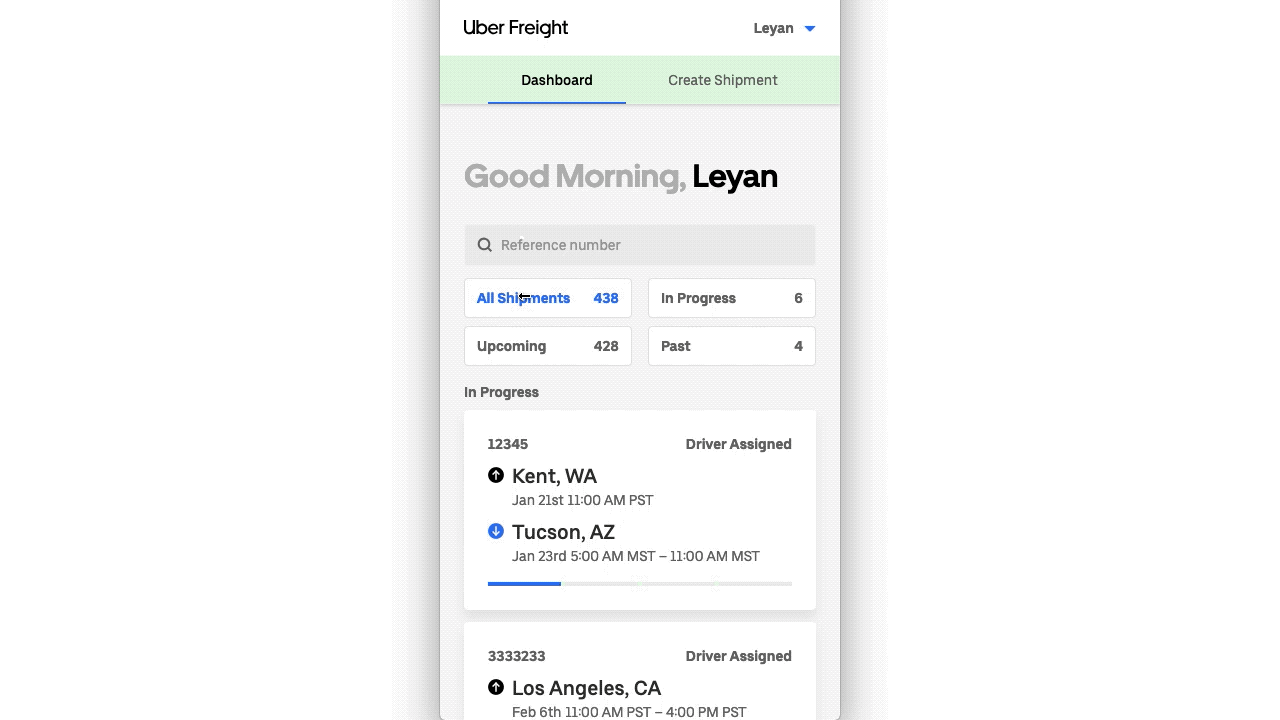 Uber Freight Leyan
Dashboard Create Shipment
Good Morning, Leyan
Reference number
All Shipments 438 In Progress 6
Upcoming 428 Past 4
In Progress
12345 Driver Assigned
Kent, WA
Jan 21st 11:00 AM PST
Tucson, AZ
Jan 23rd 5:00 AM MST – 11:00 AM MST
3333233 Driver Assigned
Los Angeles, CA
Feb 6th 11:00 AM PST – 4:00 PM PST